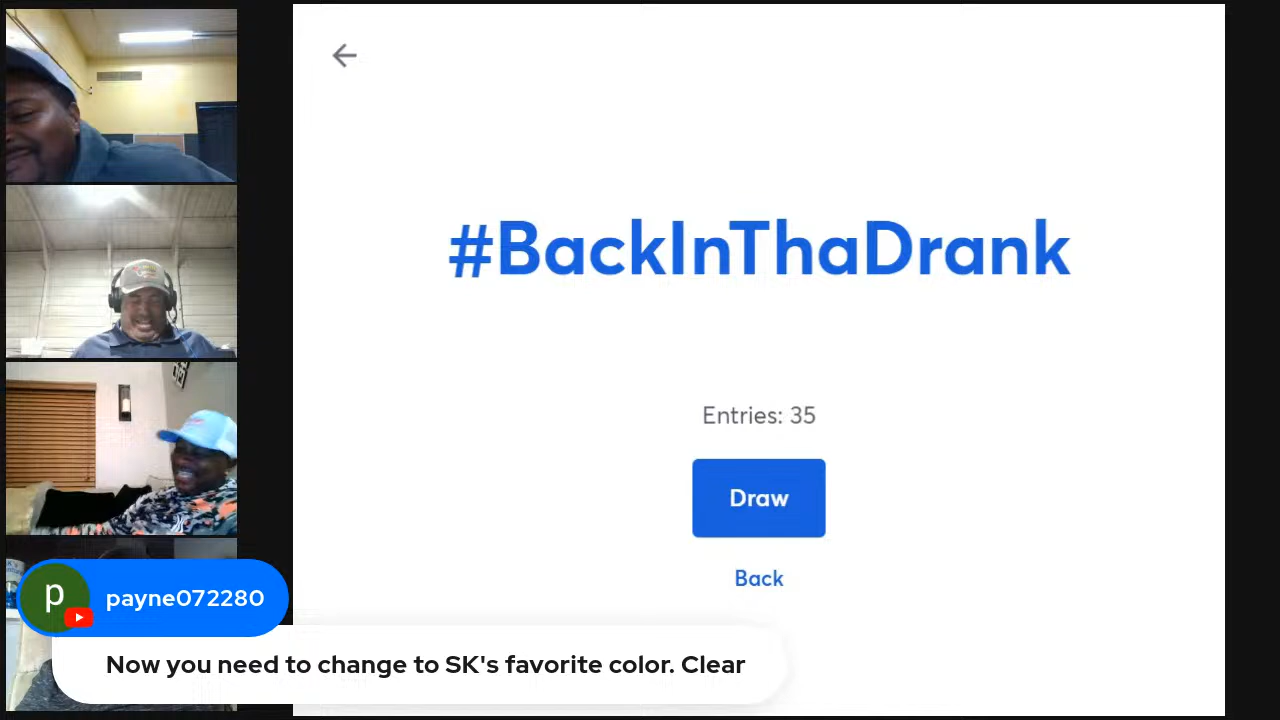 #BackInThaDrank
Entries: 35
Draw
Back
p
payne072280
Now you need to change to SK's favorite color. Clear